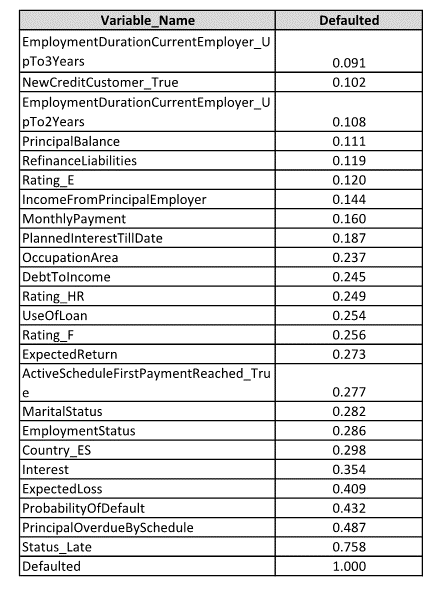 Variable_Name Defaulted
EmploymentDurationCurrentEmployer_U
pTo3Years 0.091
NewCreditCustomer_True 0.102
EmploymentDurationCurrentEmployer_U
pTo2Years 0.108
PrincipalBalance 0.111
RefinanceLiabilities 0.119
Rating_E 0.120
IncomeFromPrincipalEmployer 0.144
MonthlyPayment 0.160
PlannedInterestTillDate 0.187
OccupationArea 0.237
DebtToIncome 0.245
Rating_HR 0.249
UseOfLoan 0.254
Rating_F 0.256
ExpectedReturn 0.273
ActiveScheduleFirstPaymentReached_Tru
e 0.277
MaritalStatus 0.282
EmploymentStatus 0.286
Country_ES 0.298
Interest 0.354
ExpectedLoss 0.409
ProbabilityOfDefault 0.432
PrincipalOverdueBySchedule 0.487
Status_Late 0.758
Defaulted 1.000